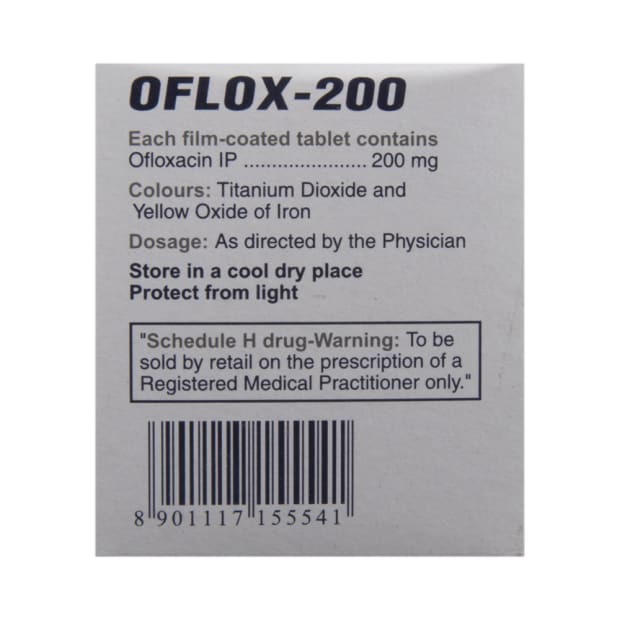 OFLOX-200
Each film-coated tablet contains
Ofloxacin IP ...................... 200 mg
Colours: Titanium Dioxide and
Yellow Oxide of Iron
Dosage: As directed by the Physician
Store in a cool dry place
Protect from light
"Schedule H drug-Warning: To be
sold by retail on the prescription of a
Registered Medical Practitioner only."
8 901117 155541